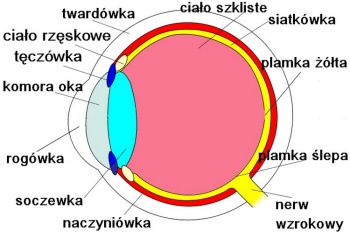 ciało szkliste
twardówka
siatkówka
ciało rzęskowe
tęczówka
plamka żółta
komora oka
rogówka
plamka ślepa
soczewka
nerw
wzrokowy
naczyniówka